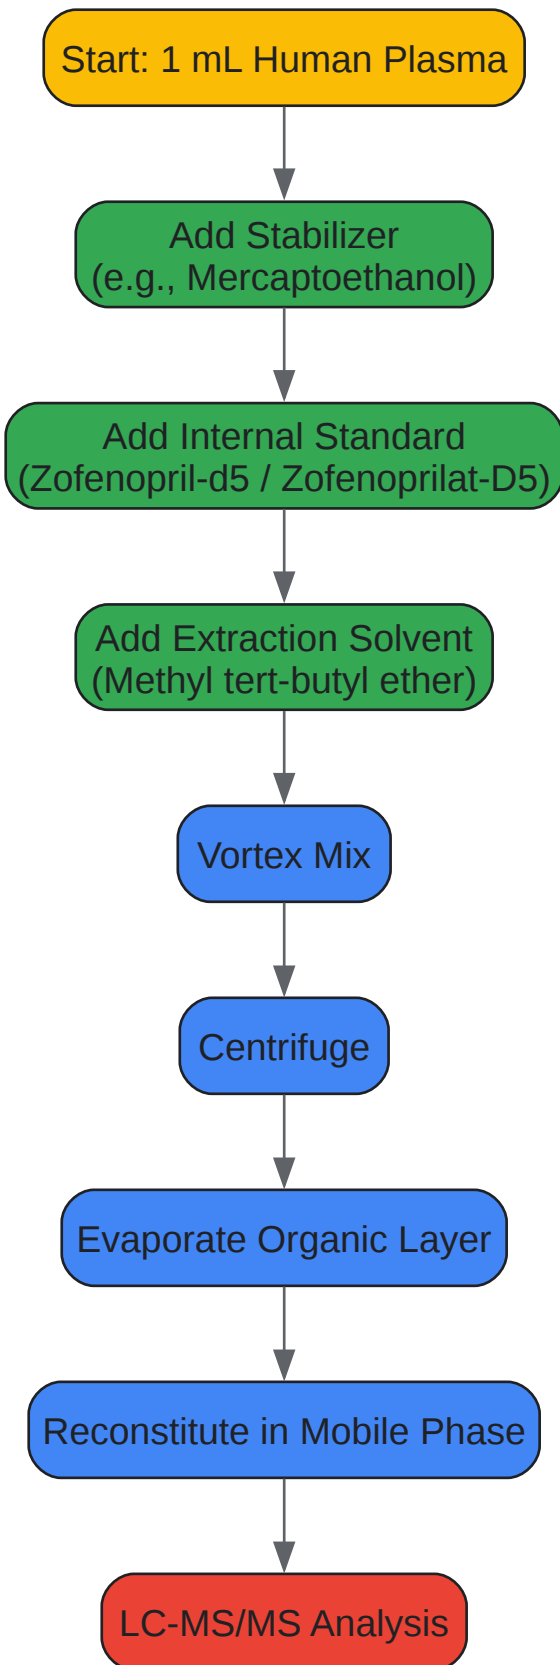 Start: 1 mL Human Plasma
Add Stabilizer
(e.g., Mercaptoethanol)
Add Internal Standard
(Zofenopril-d5 / Zofenoprilat-D5)
Add Extraction Solvent
(Methyl tert-butyl ether)
Vortex Mix
Centrifuge
Evaporate Organic Layer
Reconstitute in Mobile Phase
LC-MS/MS Analysis